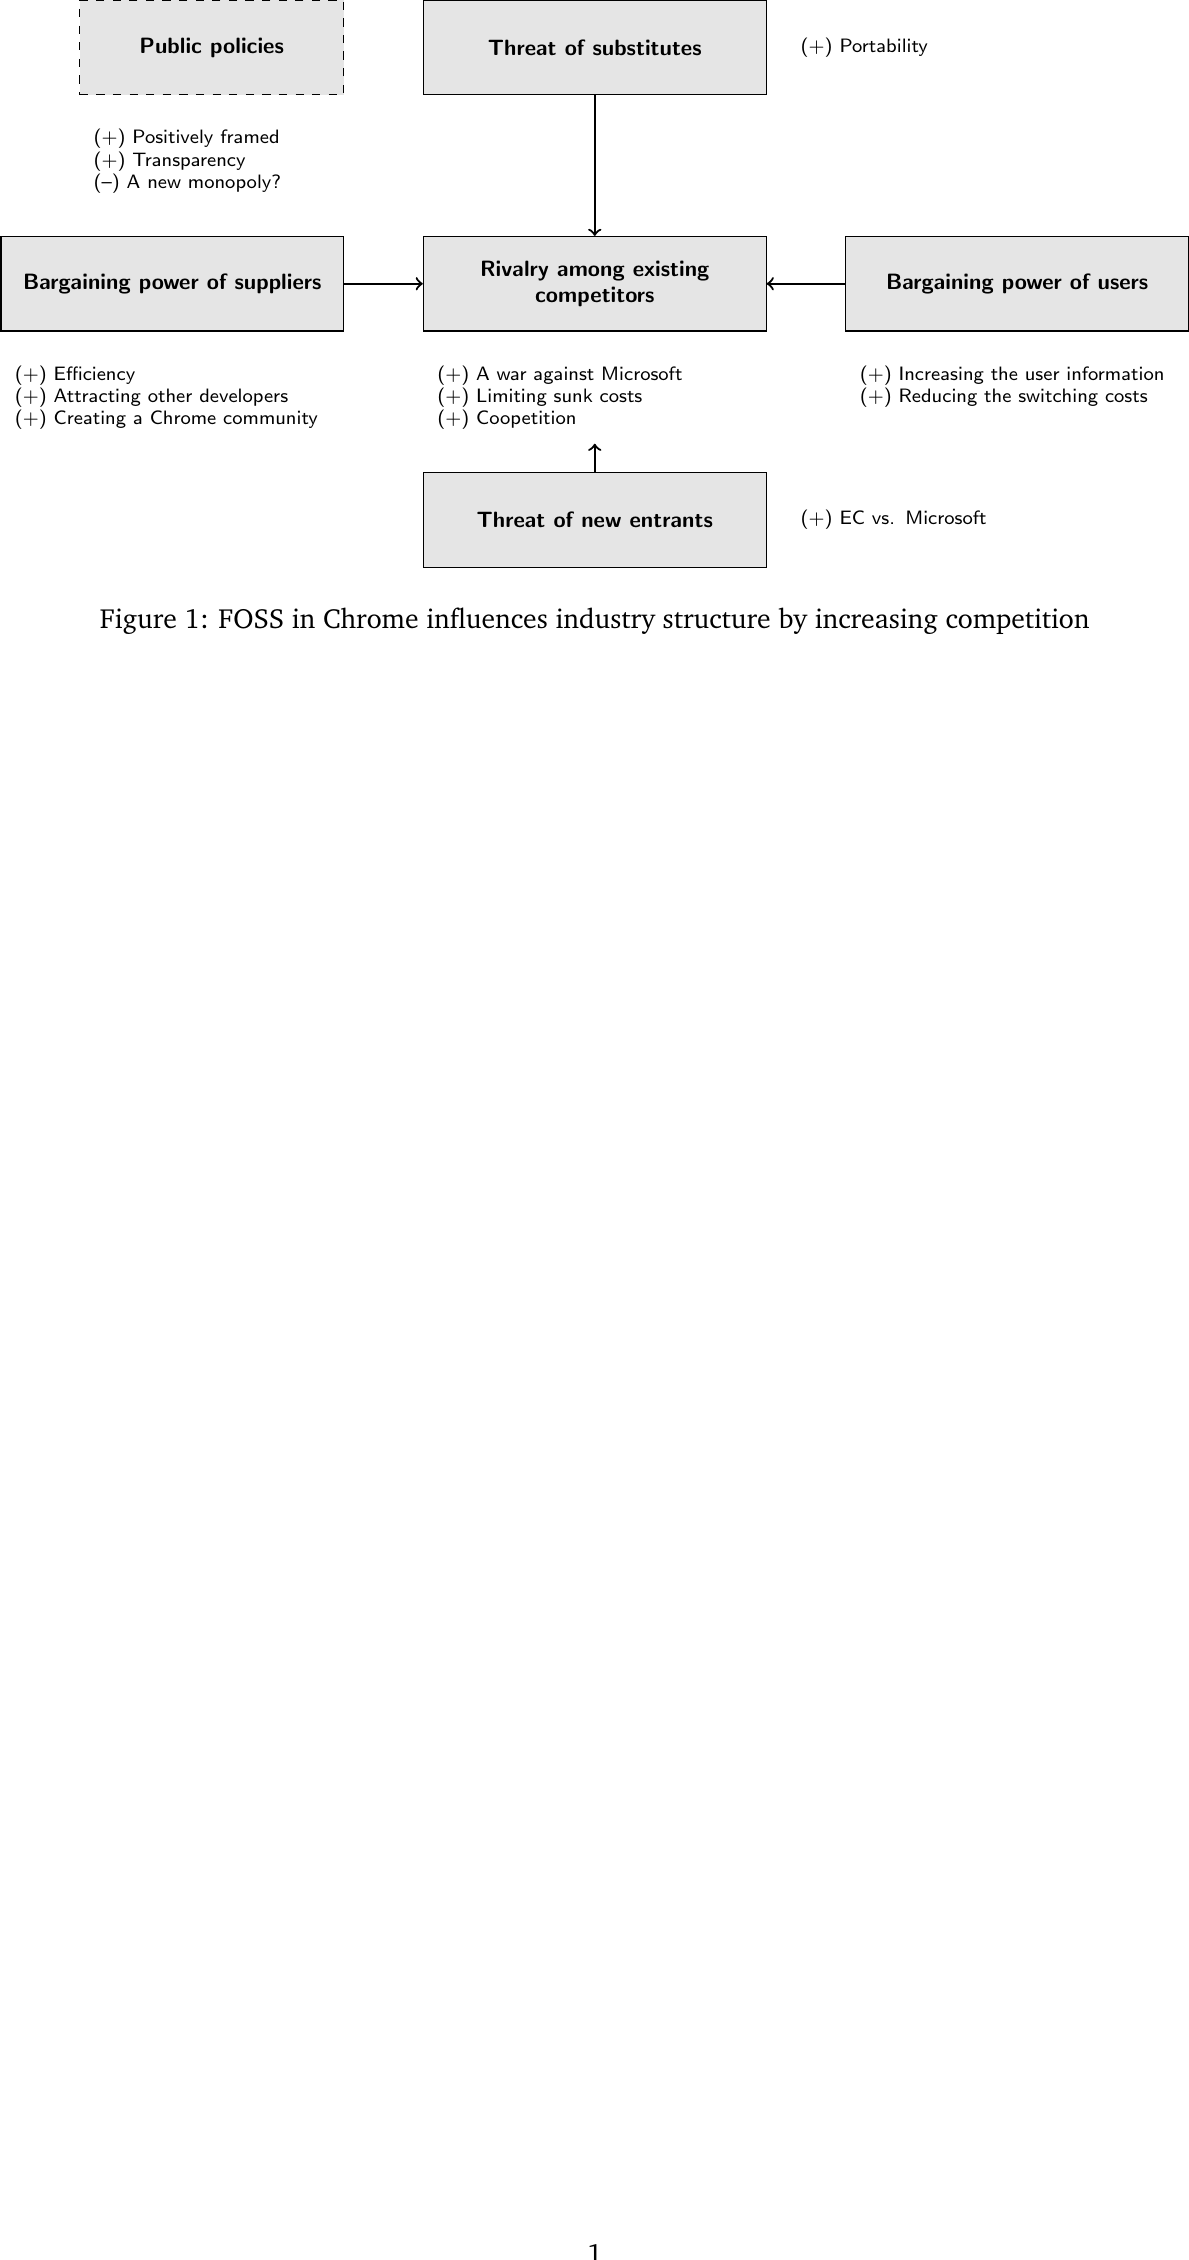 Public policies
Threat of substitutes
(+) Portability
(+) Positively framed
(+) Transparency
(–) A new monopoly?
Bargaining power of suppliers
Rivalry among existing
competitors
Bargaining power of users
(+) Efficiency
(+) Attracting other developers
(+) Creating a Chrome community
(+) A war against Microsoft
(+) Limiting sunk costs
(+) Coopetition
(+) Increasing the user information
(+) Reducing the switching costs
Threat of new entrants
(+) EC vs. Microsoft
Figure 1: FOSS in Chrome influences industry structure by increasing competition
1